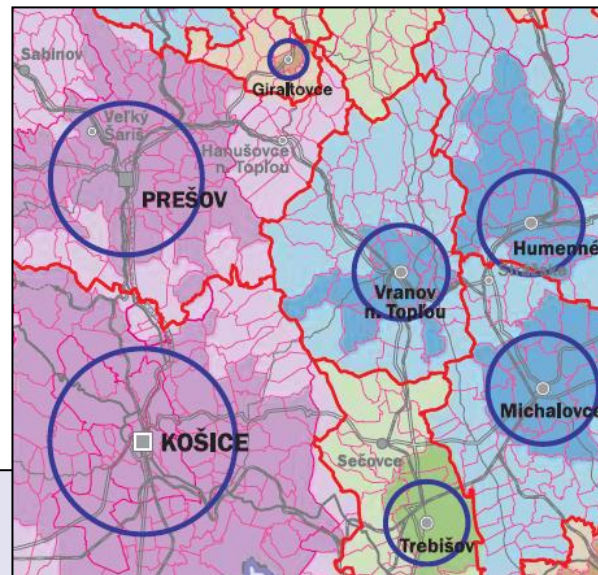 Sabinov
Giraltovce
Veľký
Šariš
Hanušovce
n. Topľou
PREŠOV
Humenné
Vranov
n. Topľou
Michalovce
KOŠICE
Sečovce
Trebišov